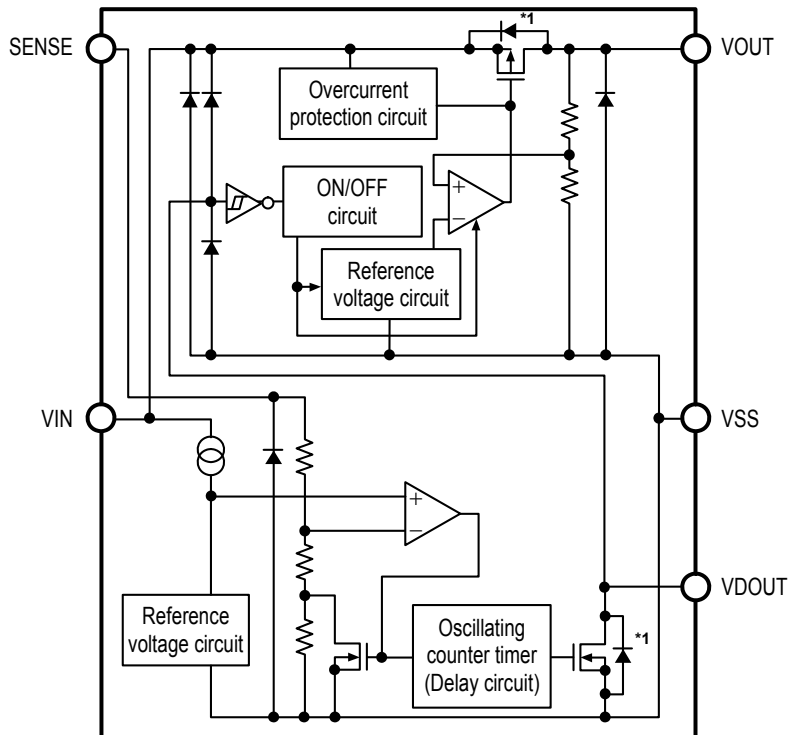 SENSE
*1
VOUT
Overcurrent
protection circuit
ON/OFF
circuit
+
−
Reference
voltage circuit
VIN
VSS
+
−
VDOUT
Reference
voltage circuit
Oscillating
counter timer
(Delay circuit)
*1